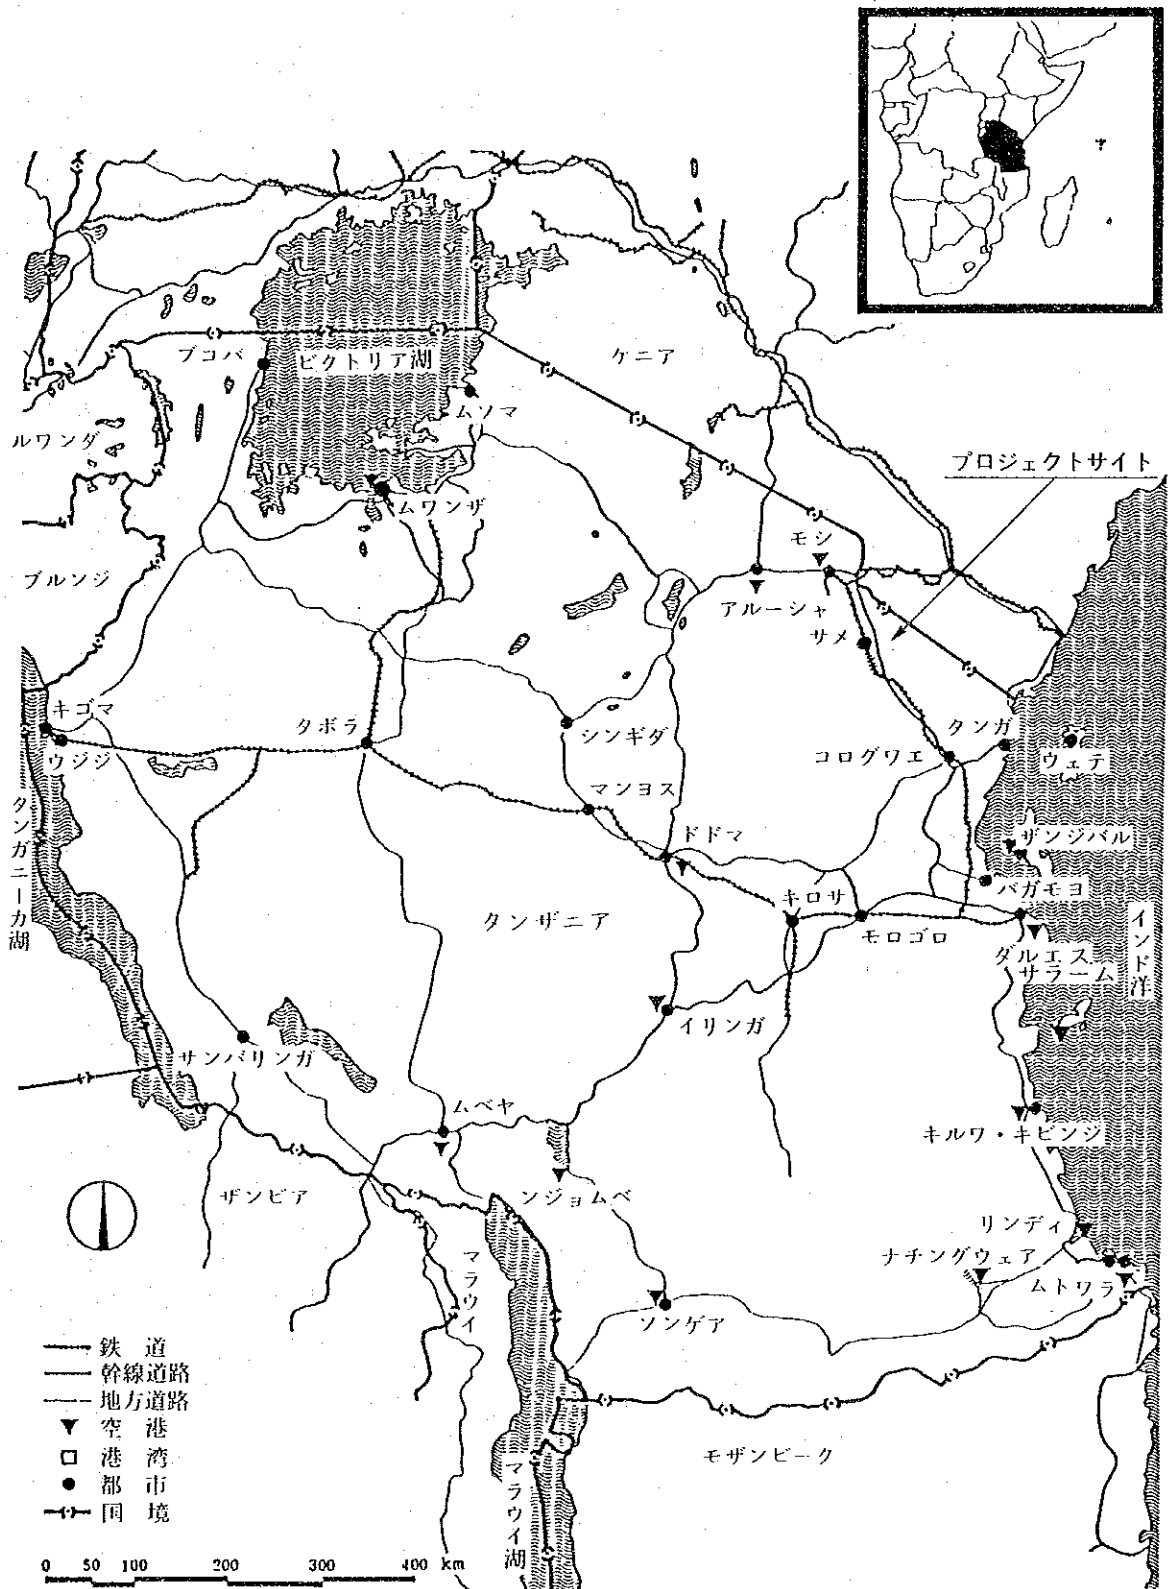 ブコバ
ビクトリア湖
ケニア
ムソマ
ルワンダ
プロジェクトサイト
ムワンザ
モシ
ブルンジ
アルーシャ
サメ
キゴマ
タボラ
シンギダ
タンガ
ウジジ
コログワエ
ウェテ
マンヨス
タンガニーカ湖
ドドマ
ザンジバル
キロサ
バガモヨ
タンザニア
モロゴロ
インド洋
ダルエス
サラーム
イリンガ
サンバリンガ
ムベヤ
キルワ・キビンジ
ザンビア
ンジョムベ
リンディ
マラウイ
ナチングウェア
ムトワラ
ソンゲア
鉄 道
幹線道路
地方道路
空 港
港 湾
都 市
国 境
モザンビーク
マラウイ湖
0 50 100 200 300 400 km